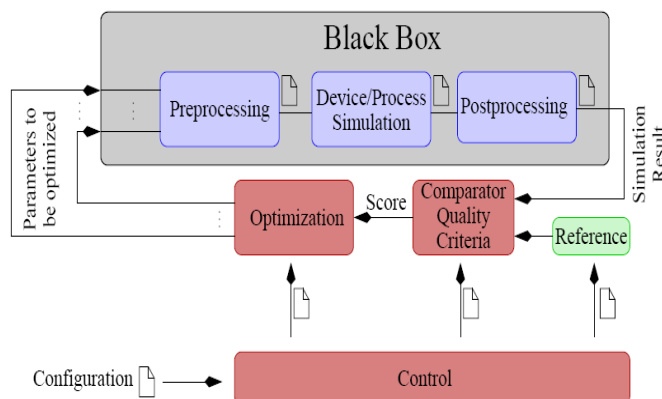 Black Box
Preprocessing
Device/Process
Simulation
Postprocessing
Parameters to
be optimized
Simulation
Result
Optimization
Score
Comparator
Quality
Criteria
Reference
Configuration
Control